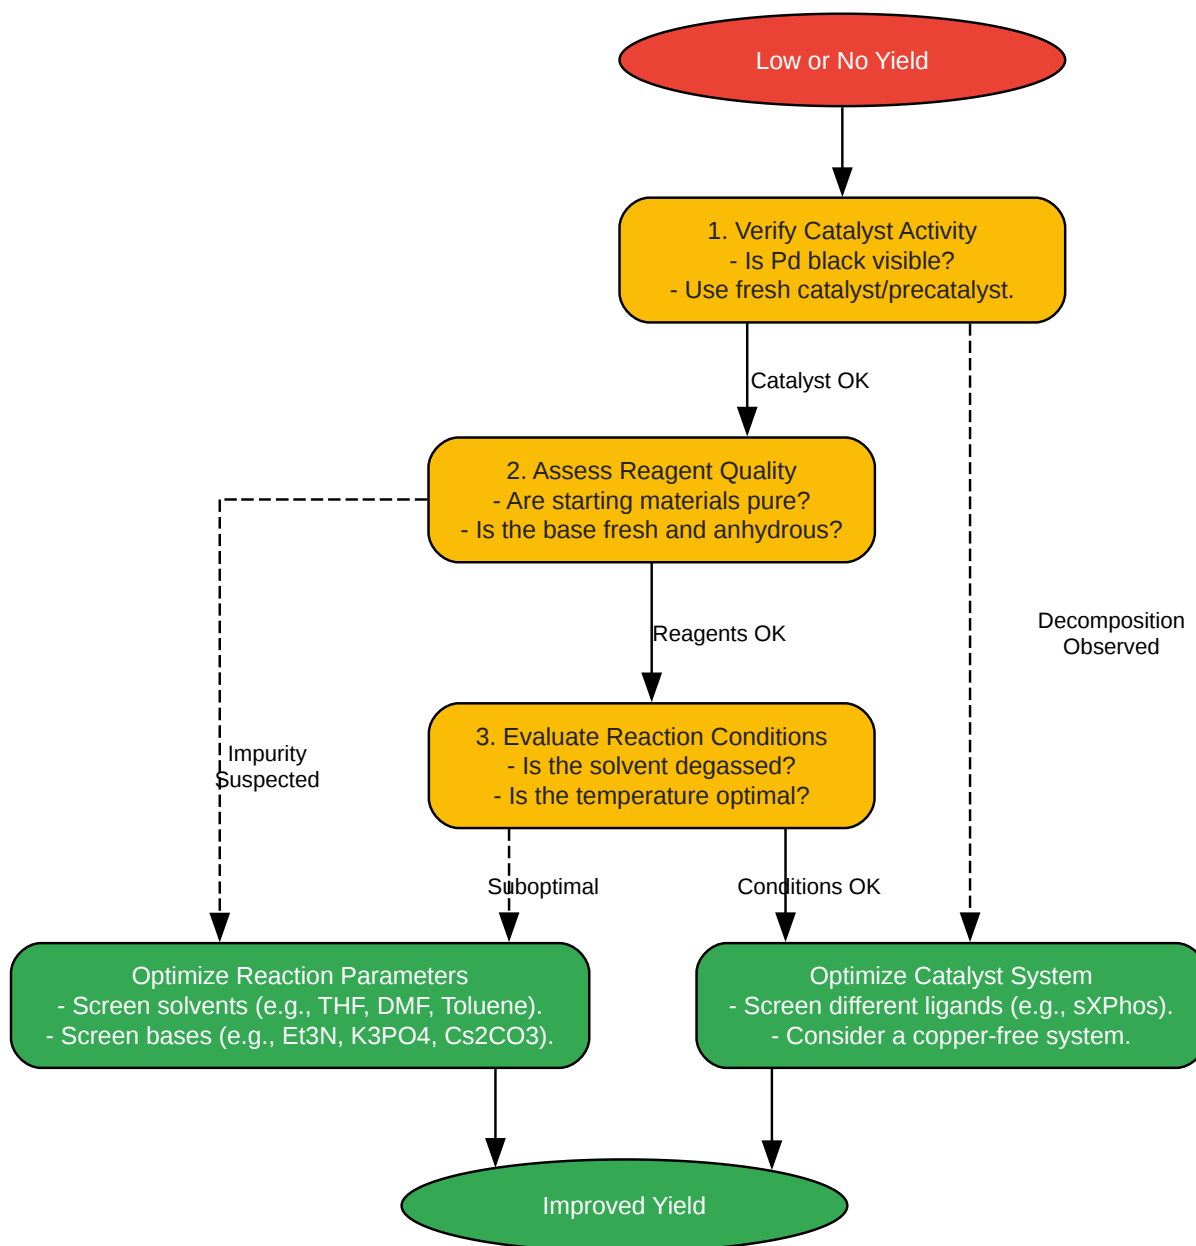 Low or No Yield
1. Verify Catalyst Activity
- Is Pd black visible?
- Use fresh catalyst/precatalyst.
Catalyst OK
2. Assess Reagent Quality
- Are starting materials pure?
- Is the base fresh and anhydrous?
Reagents OK
Decomposition
Observed
3. Evaluate Reaction Conditions
- Is the solvent degassed?
- Is the temperature optimal?
Impurity
Suspected
Suboptimal
Conditions OK
Optimize Reaction Parameters
- Screen solvents (e.g., THF, DMF, Toluene).
- Screen bases (e.g., Et3N, K3PO4, Cs2CO3).
Optimize Catalyst System
- Screen different ligands (e.g., sXPhos).
- Consider a copper-free system.
Improved Yield